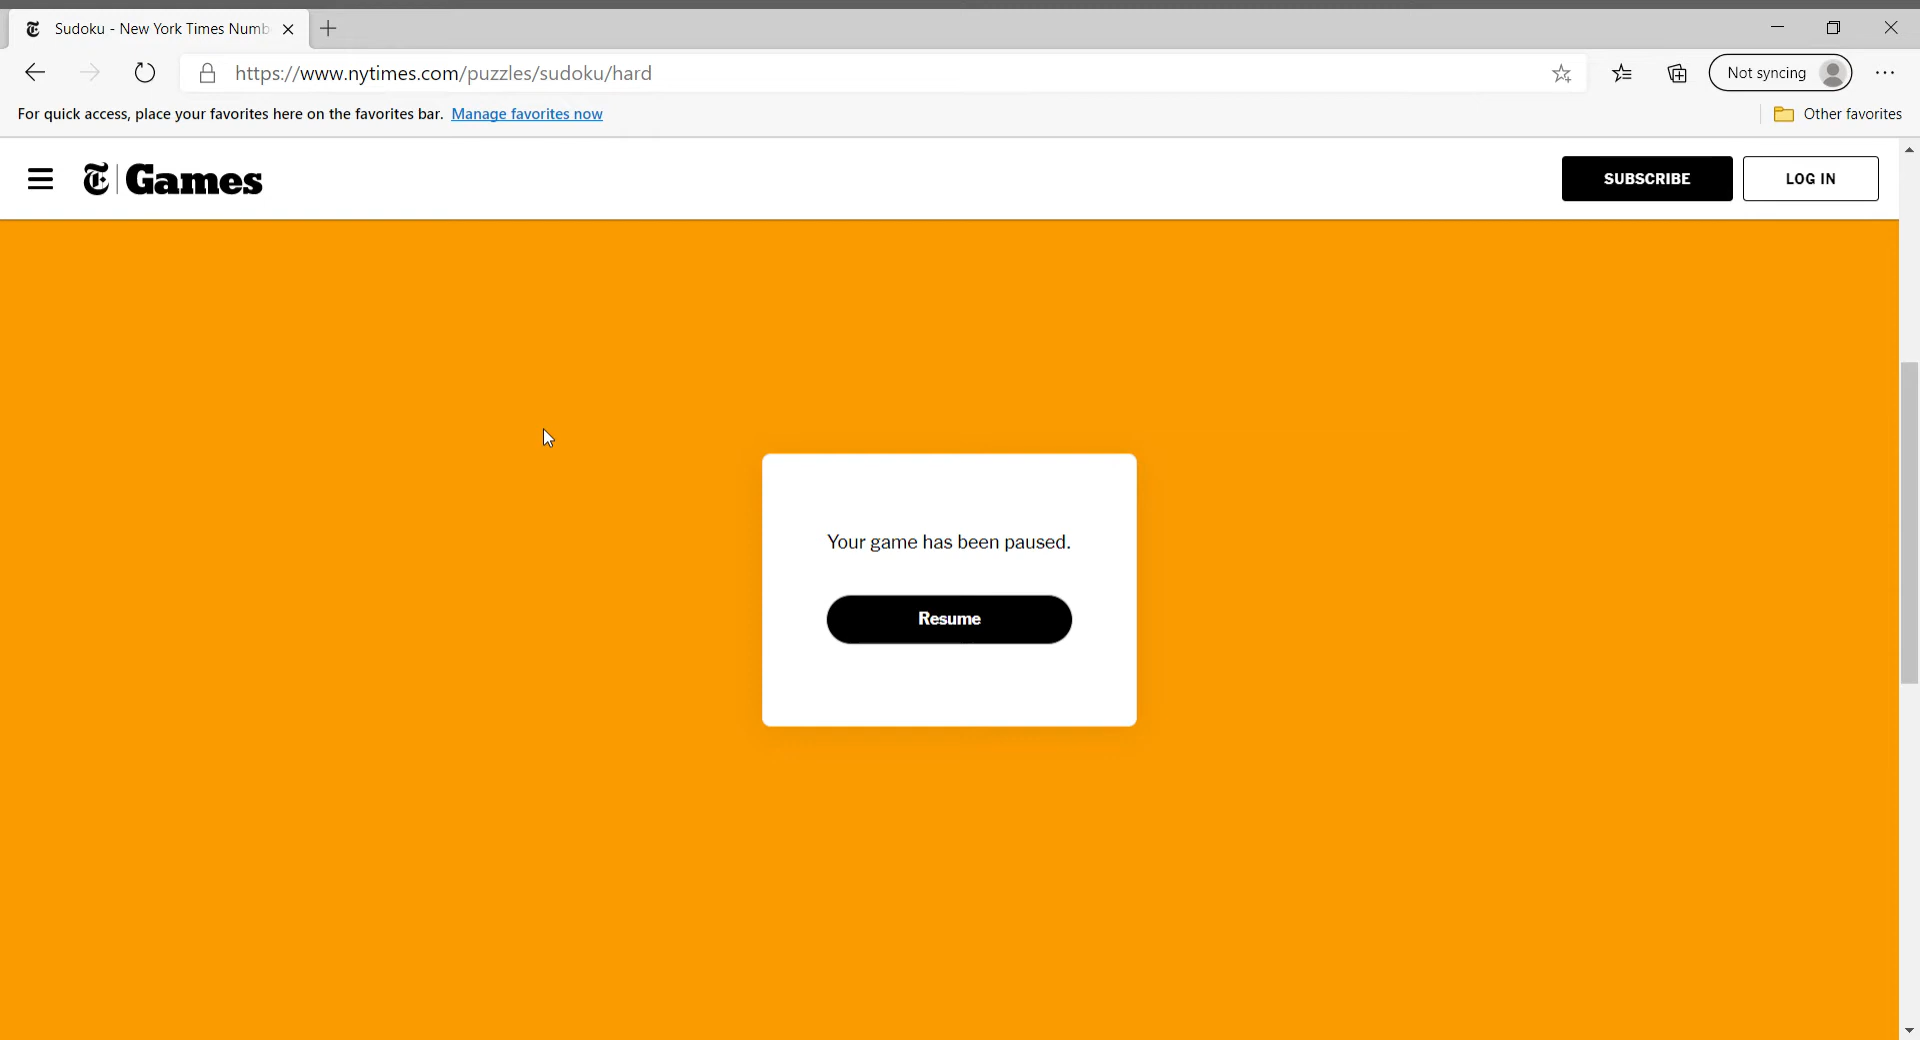 Sudoku - New York Times Numb
https://www.nytimes.com/puzzles/sudoku/hard
Not syncing
For quick access, place your favorites here on the favorites bar. Manage favorites now
Other favorites
T Games
SUBSCRIBE
LOG IN
Your game has been paused.
Resume